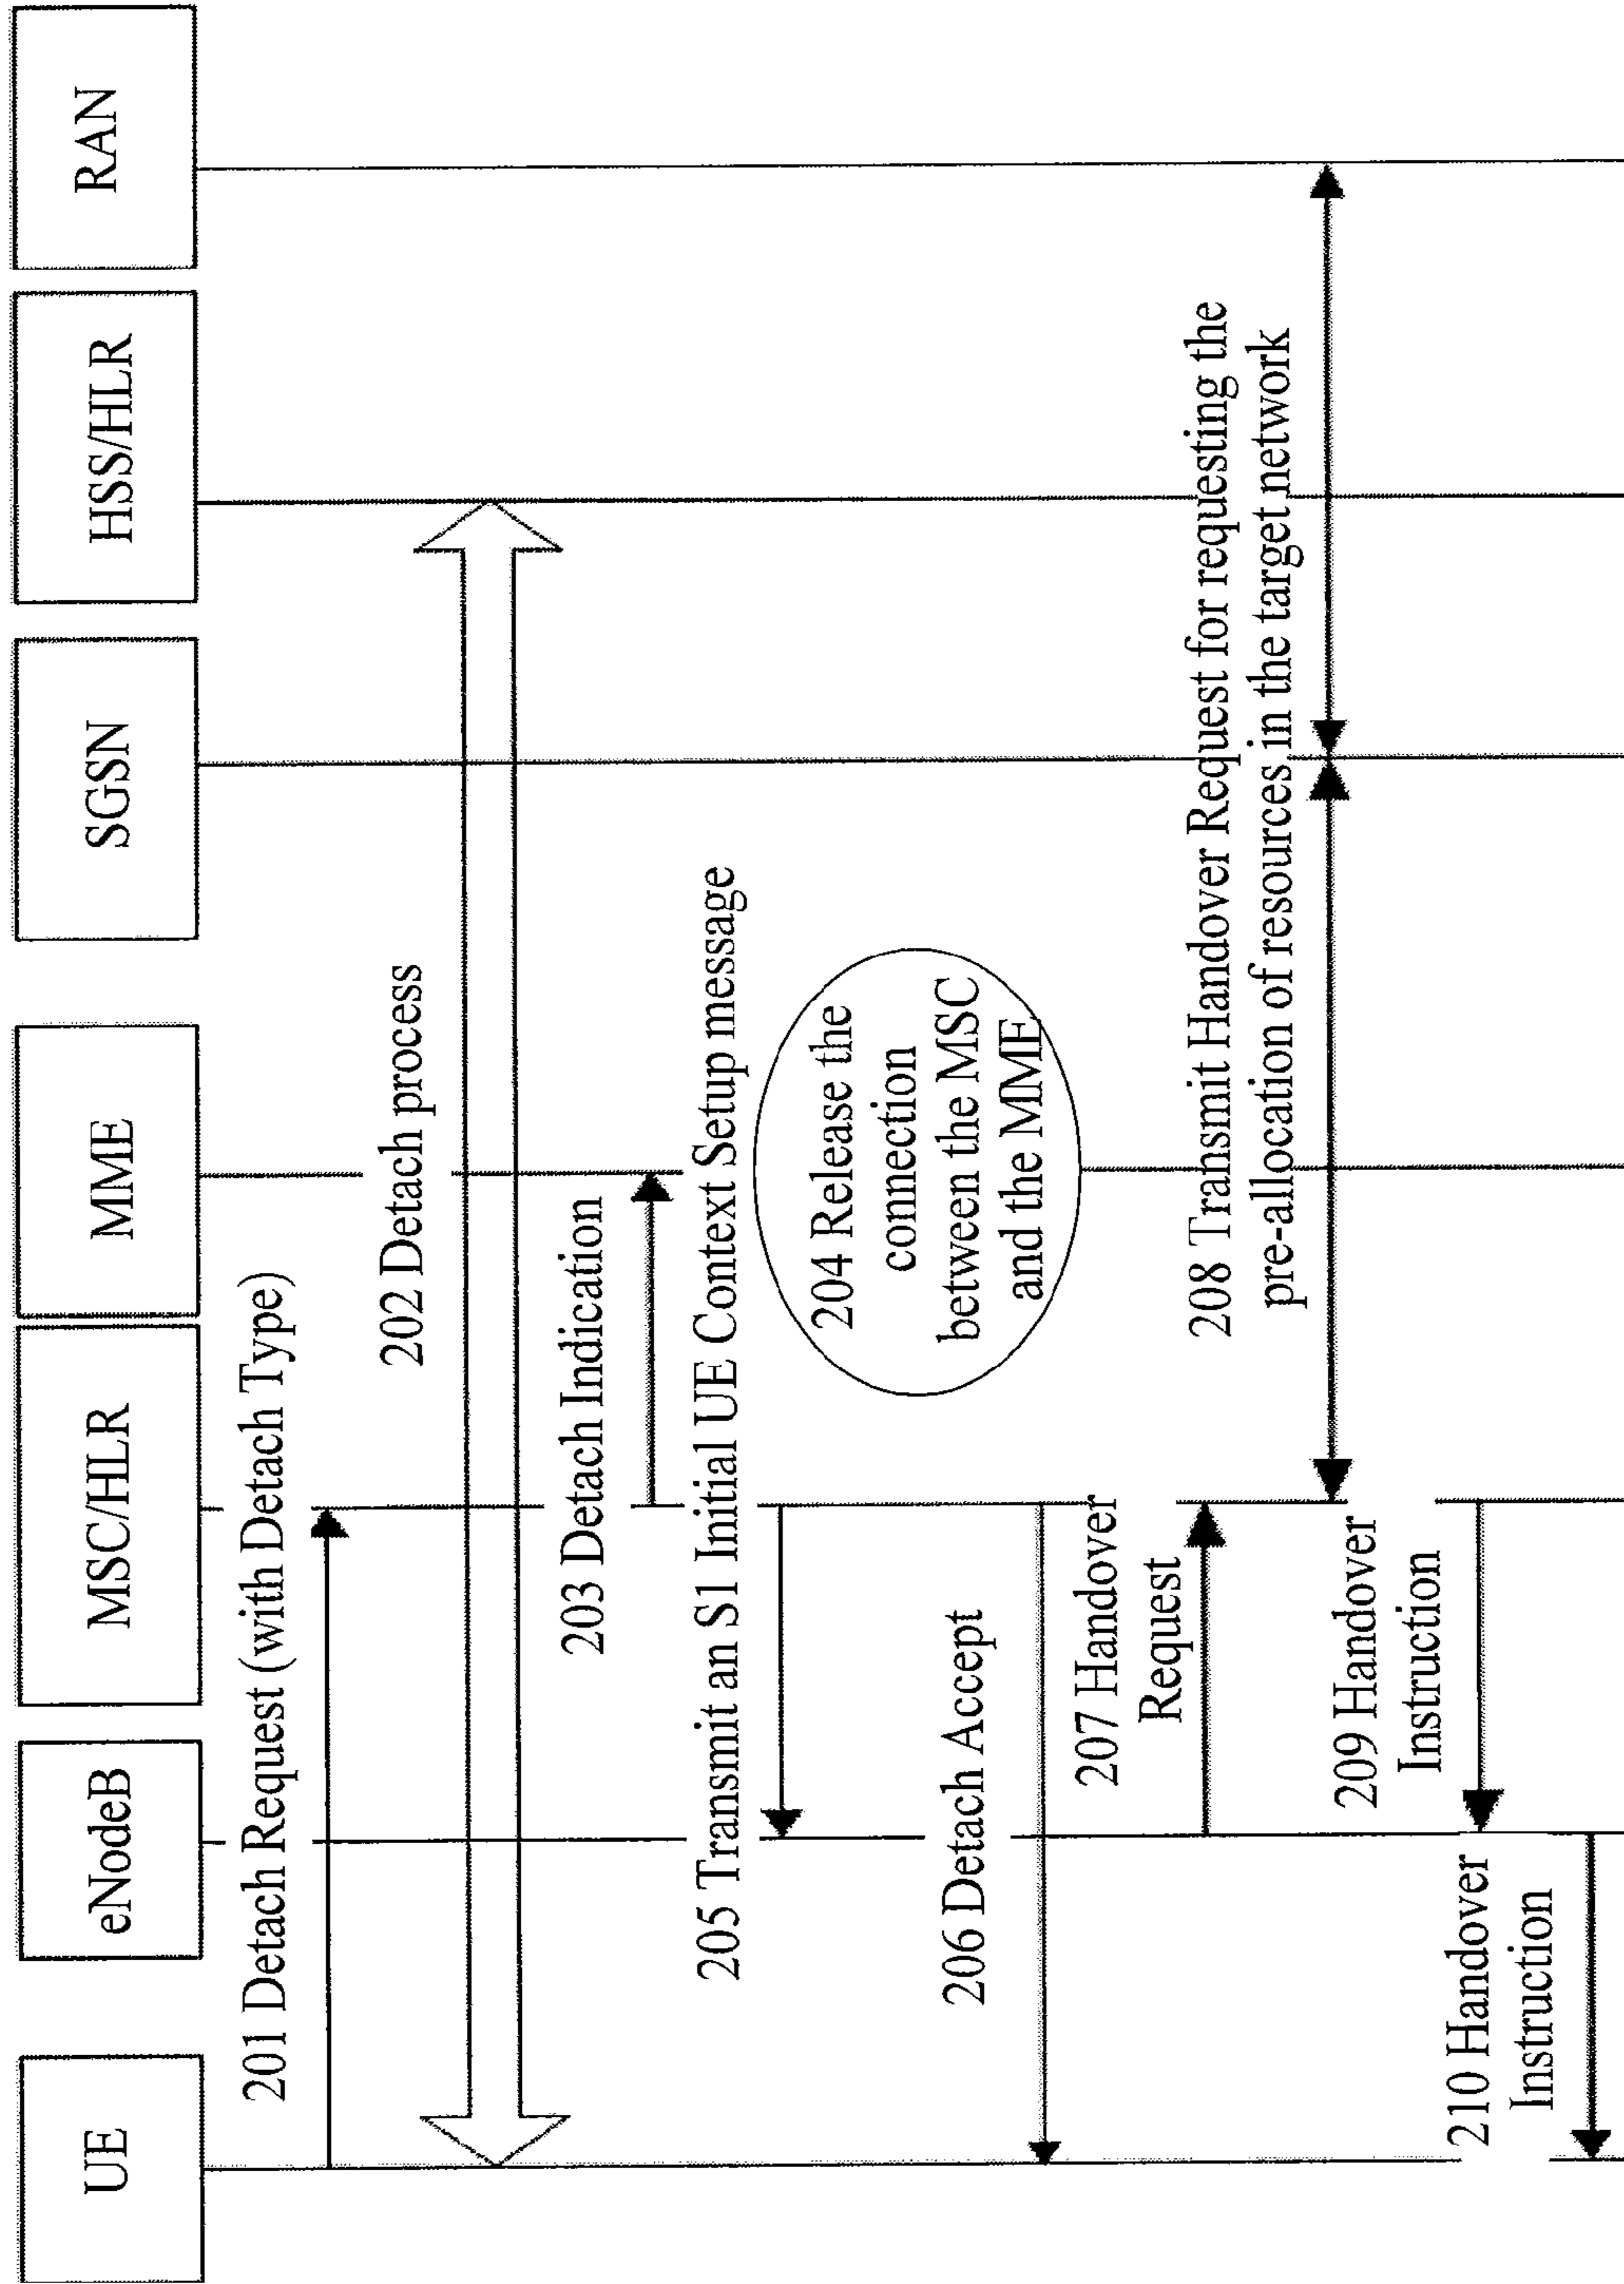 UE
eNodeB
MSC/HLR
MME
SGSN
HSS/HLR
RAN
201 Detach Request (with Detach Type)
202 Detach process
203 Detach Indication
205 Transmit an S1 Initial UE Context Setup message
204 Release the
connection
between the MSC
and the MME
206 Detach Accept
207 Handover
Request
208 Transmit Handover Request for requesting the
pre-allocation of resources in the target network
209 Handover
Instruction
210 Handover
Instruction